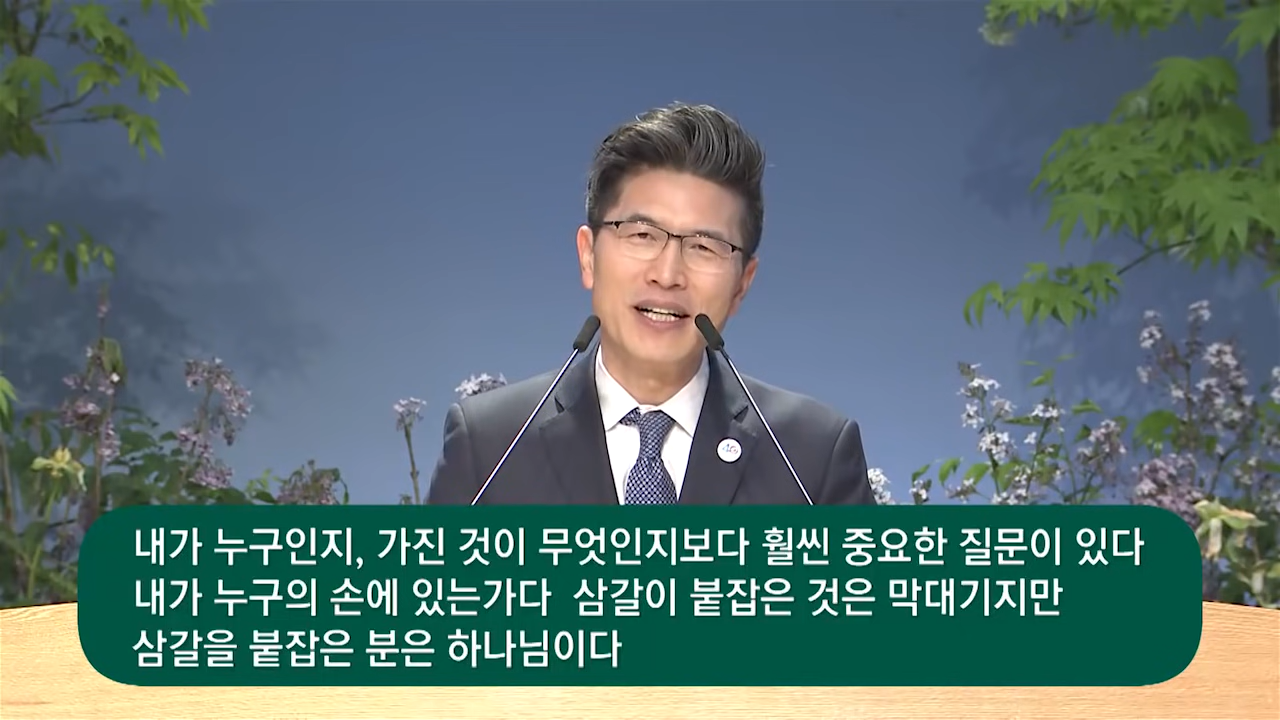 내가 누구인지, 가진 것이 무엇인지보다 훨씬 중요한 질문이 있다
내가 누구의 손에 있는가다 삼갈이 붙잡은 것은 막대기지만
삼갈을 붙잡은 분은 하나님이다